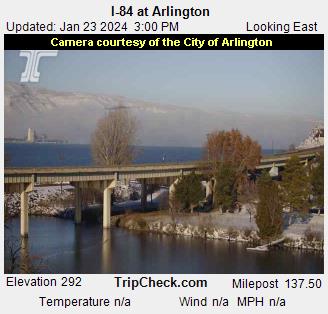 I-84 at Arlington
Updated: Jan 23 2024 3:00 PM Looking East
Camera courtesy of the City of Arlington
Elevation 292 TripCheck.com Milepost 137.50
Temperature n/a Wind n/a MPH n/a